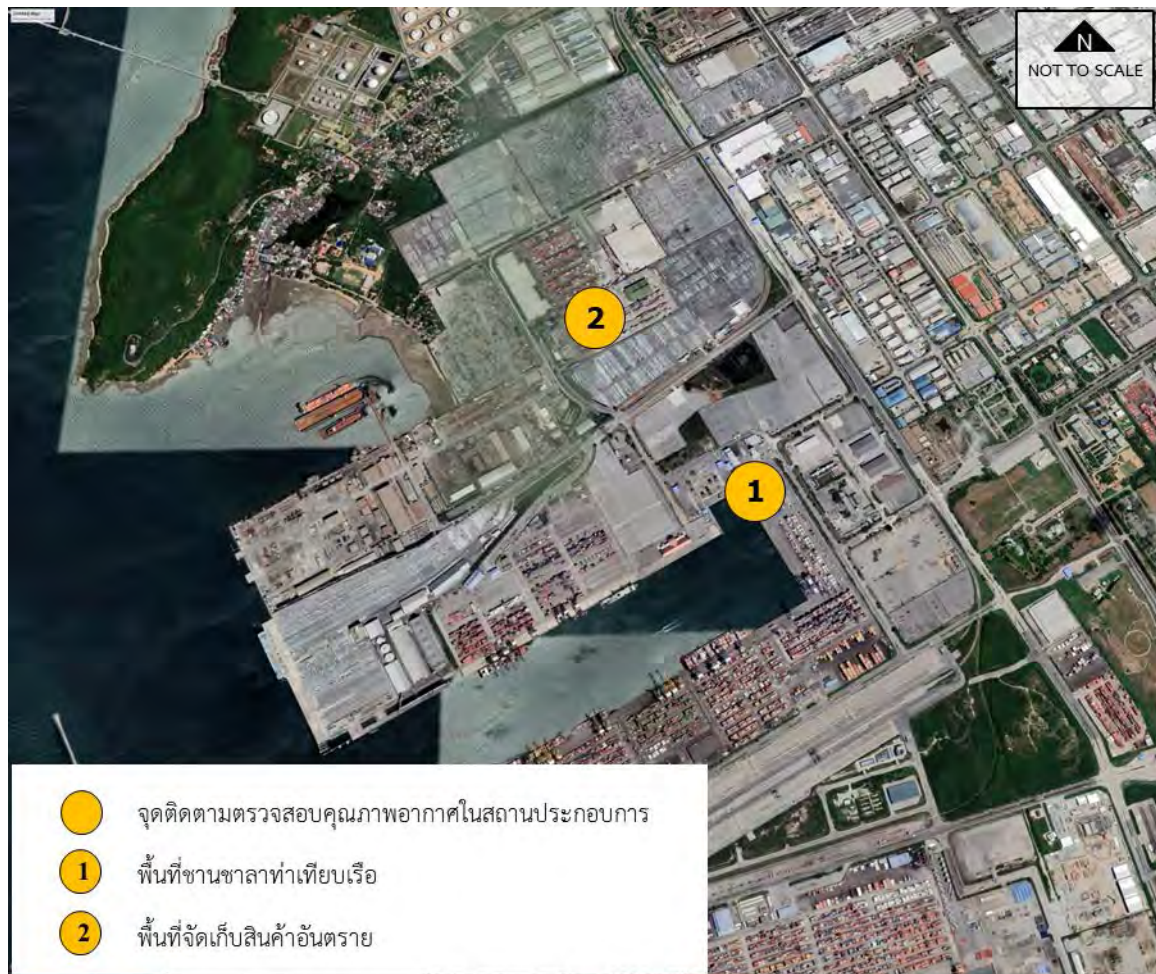 N
NOT TO SCALE
2
1
จุดติดตามตรวจสอบคุณภาพอากาศในสถานประกอบการ
1 พื้นที่ชานชาลาท่าเทียบเรือ
2 พื้นที่จัดเก็บสินค้าอันตราย